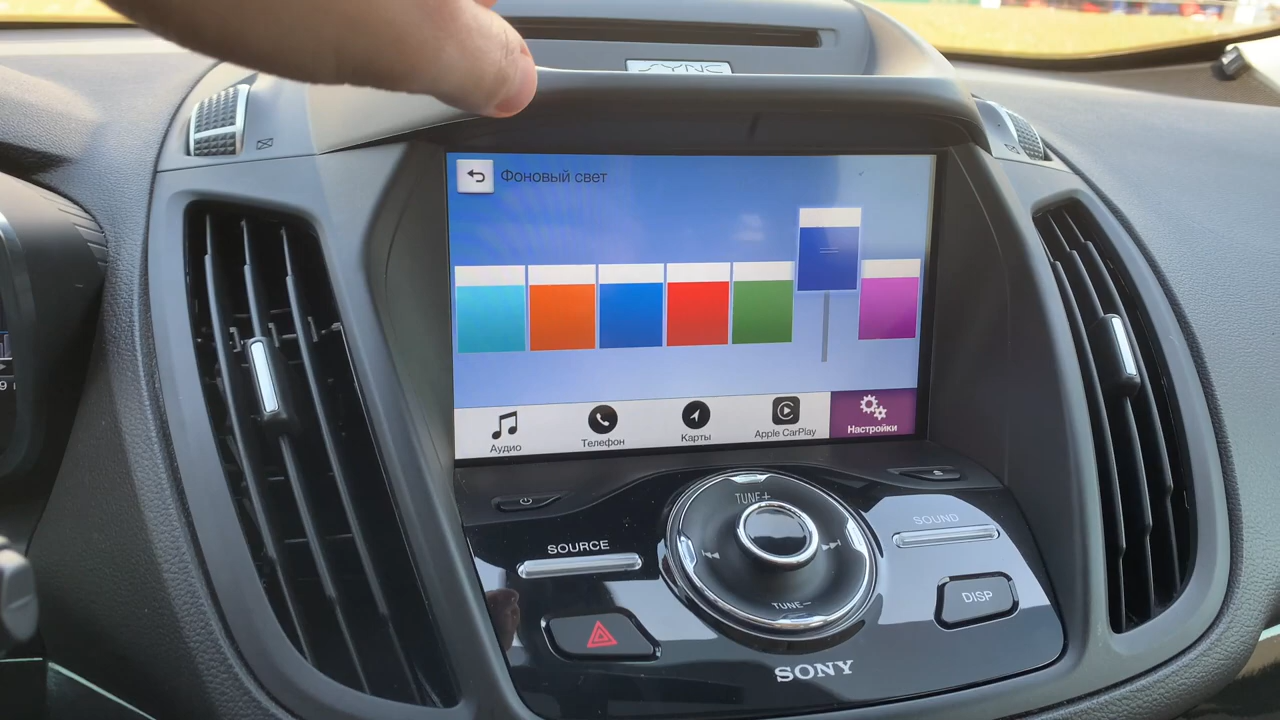 SYNC
Фоновый свет
Аудио
Телефон
Карты
Apple CarPlay
Настройки
TUNE+
SOURCE
SOUND
TUNE−
DISP
SONY